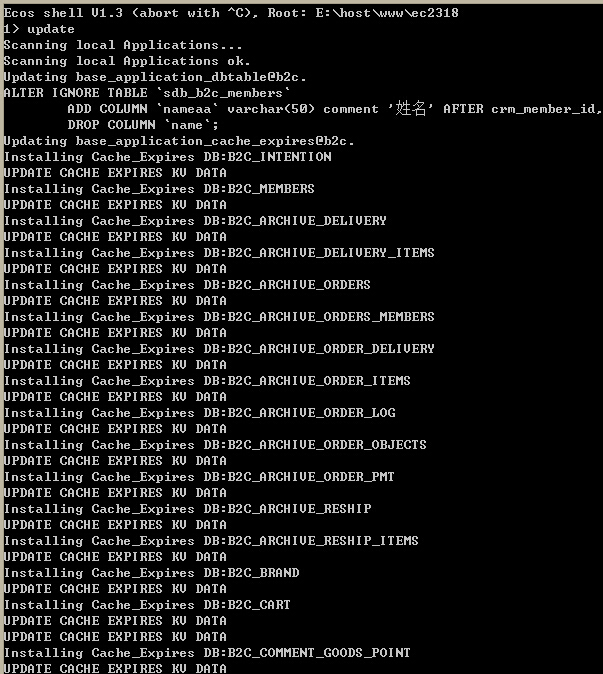 Ecos shell V1.3 (abort with ^C), Root: E:\host\www\ec2318
1> update
Scanning local Applications...
Scanning local Applications ok.
Updating base_application_dbtable@b2c.
ALTER IGNORE TABLE `sdb_b2c_members`
ADD COLUMN `nameaa` varchar(50) comment '姓名' AFTER crm_member_id,
DROP COLUMN `name`;
Updating base_application_cache_expires@b2c.
Installing Cache_Expires DB:B2C_INTENTION
UPDATE CACHE EXPIRES KV DATA
Installing Cache_Expires DB:B2C_MEMBERS
UPDATE CACHE EXPIRES KV DATA
Installing Cache_Expires DB:B2C_ARCHIVE_DELIVERY
UPDATE CACHE EXPIRES KV DATA
Installing Cache_Expires DB:B2C_ARCHIVE_DELIVERY_ITEMS
UPDATE CACHE EXPIRES KV DATA
Installing Cache_Expires DB:B2C_ARCHIVE_ORDERS
UPDATE CACHE EXPIRES KV DATA
Installing Cache_Expires DB:B2C_ARCHIVE_ORDERS_MEMBERS
UPDATE CACHE EXPIRES KV DATA
Installing Cache_Expires DB:B2C_ARCHIVE_ORDER_DELIVERY
UPDATE CACHE EXPIRES KV DATA
Installing Cache_Expires DB:B2C_ARCHIVE_ORDER_ITEMS
UPDATE CACHE EXPIRES KV DATA
Installing Cache_Expires DB:B2C_ARCHIVE_ORDER_LOG
UPDATE CACHE EXPIRES KV DATA
Installing Cache_Expires DB:B2C_ARCHIVE_ORDER_OBJECTS
UPDATE CACHE EXPIRES KV DATA
Installing Cache_Expires DB:B2C_ARCHIVE_ORDER_PMT
UPDATE CACHE EXPIRES KV DATA
Installing Cache_Expires DB:B2C_ARCHIVE_RESHIP
UPDATE CACHE EXPIRES KV DATA
Installing Cache_Expires DB:B2C_ARCHIVE_RESHIP_ITEMS
UPDATE CACHE EXPIRES KV DATA
Installing Cache_Expires DB:B2C_BRAND
UPDATE CACHE EXPIRES KV DATA
Installing Cache_Expires DB:B2C_CART
UPDATE CACHE EXPIRES KV DATA
UPDATE CACHE EXPIRES KV DATA
Installing Cache_Expires DB:B2C_COMMENT_GOODS_POINT
UPDATE CACHE EXPIRES KV DATA